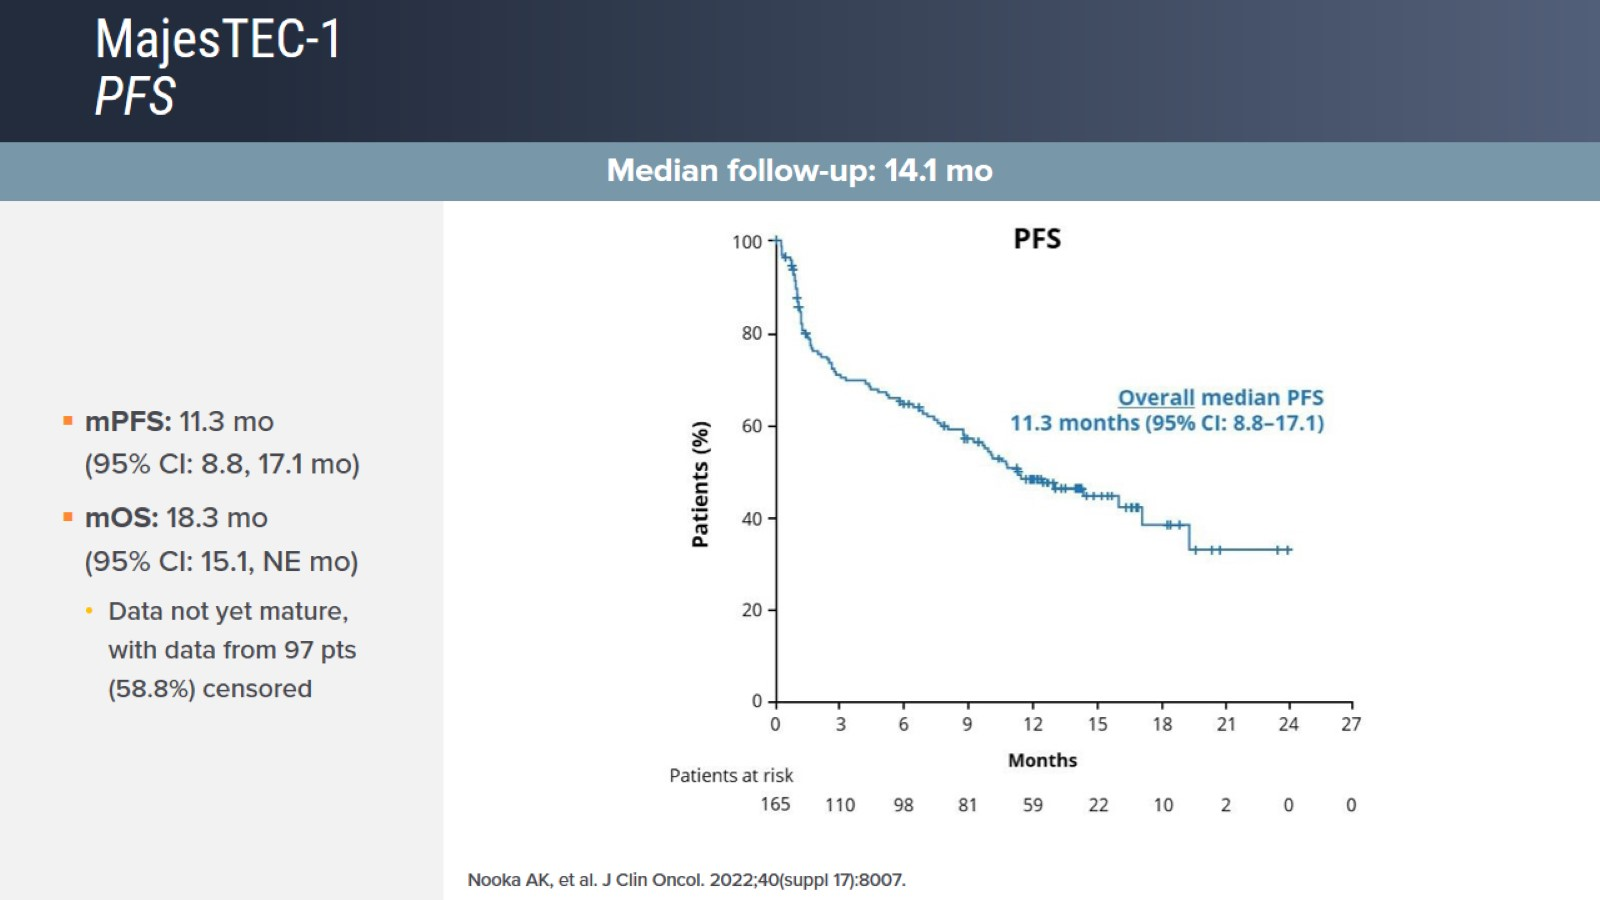 MajesTEC-1
PFS
Median follow-up: 14.1 mo
mPFS: 11.3 mo
(95% CI: 8.8, 17.1 mo)
mOS: 18.3 mo
(95% CI: 15.1, NE mo)
Data not yet mature,
with data from 97 pts
(58.8%) censored
PFS
100
80
60
40
20
0
Patients (%)
Overall median PFS
11.3 months (95% CI: 8.8–17.1)
0 3 6 9 12 15 18 21 24 27
Months
Patients at risk
165 110 98 81 59 22 10 2 0 0
Nooka AK, et al. J Clin Oncol. 2022;40(suppl 17):8007.